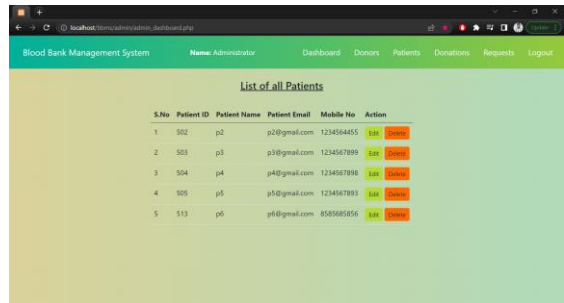 localhost/bbms/admin/admin_dashboard.php
Update
Blood Bank Management System Name: Administrator Dashboard Donors Patients Donations Requests Logout
List of all Patients
S.No Patient ID Patient Name Patient Email Mobile No Action
1 502 p2 p2@gmail.com 1234564455 Edit Delete
2 503 p3 p3@gmail.com 1234567899 Edit Delete
3 504 p4 p4@gmail.com 1234567898 Edit Delete
4 505 p5 p5@gmail.com 1234567893 Edit Delete
5 513 p6 p6@gmail.com 8585685856 Edit Delete